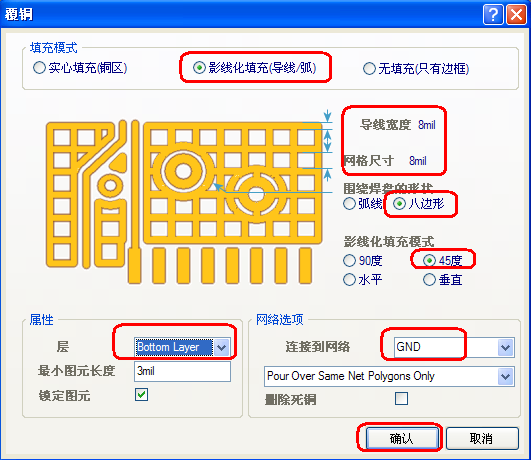 覆铜
填充模式
实心填充(铜区) 影线化填充(导线/弧) 无填充(只有边框)
导线宽度 8mil
网格尺寸 8mil
围绕焊盘的形状
弧线 八边形
影线化填充模式
90度 45度
水平 垂直
属性
层 Bottom Layer
最小图元长度 3mil
锁定图元
网络选项
连接到网络 GND
Pour Over Same Net Polygons Only
删除死铜
确认 取消